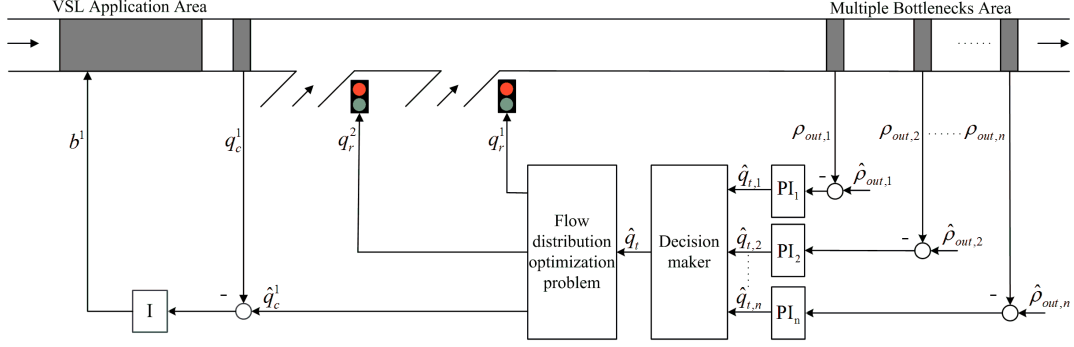 VSL Application Area
Multiple Bottlenecks Area
......
b¹
q_c¹
q_r²
q_r¹
ρ_out,1
ρ_out,2 ...... ρ_out,n
Flow
distribution
optimization
problem
Decision
maker
q̂_t
q̂_t,1
q̂_t,2
q̂_t,n
PI₁
PI₂
PIₙ
-
ρ̂_out,1
-
ρ̂_out,2
-
ρ̂_out,n
-
q̂_c¹
I